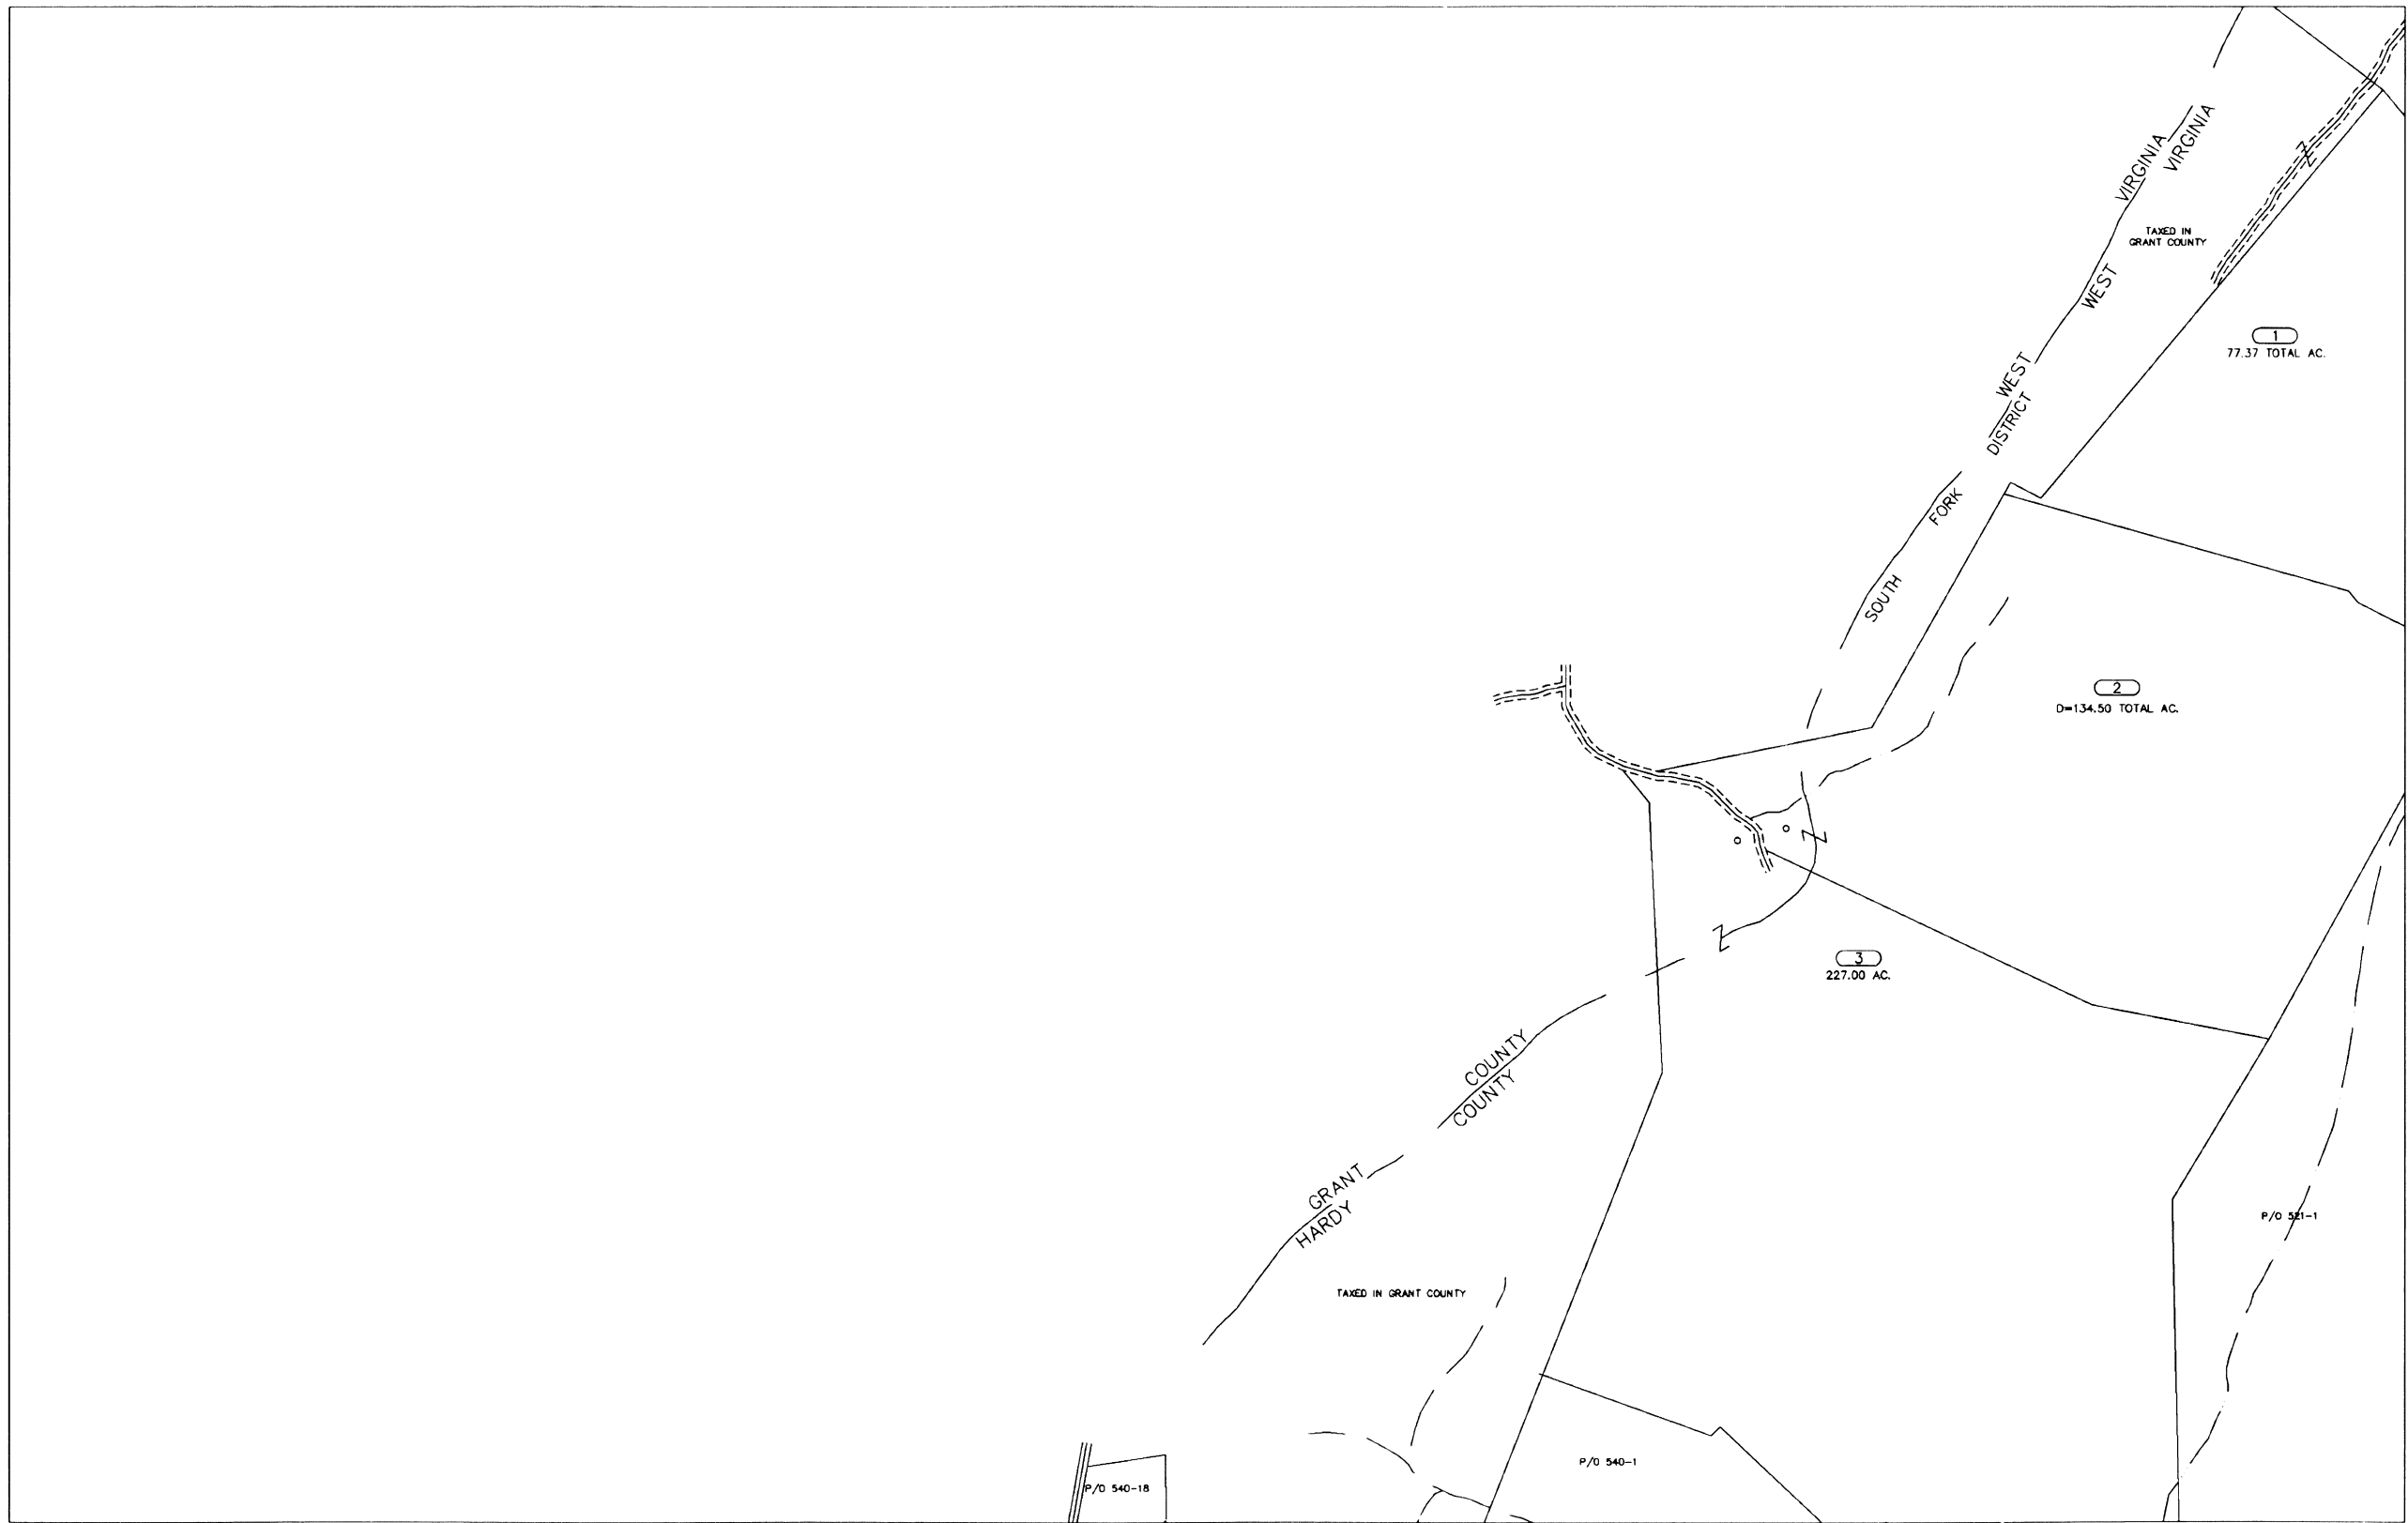 WEST VIRGINIA
WEST VIRGINIA
TAXED IN
GRANT COUNTY
1
77.37 TOTAL AC.
SOUTH FORK DISTRICT
2
D=134.50 TOTAL AC.
3
227.00 AC.
GRANT COUNTY
HARDY COUNTY
P/O 521-1
TAXED IN GRANT COUNTY
P/O 540-1
P/O 540-18